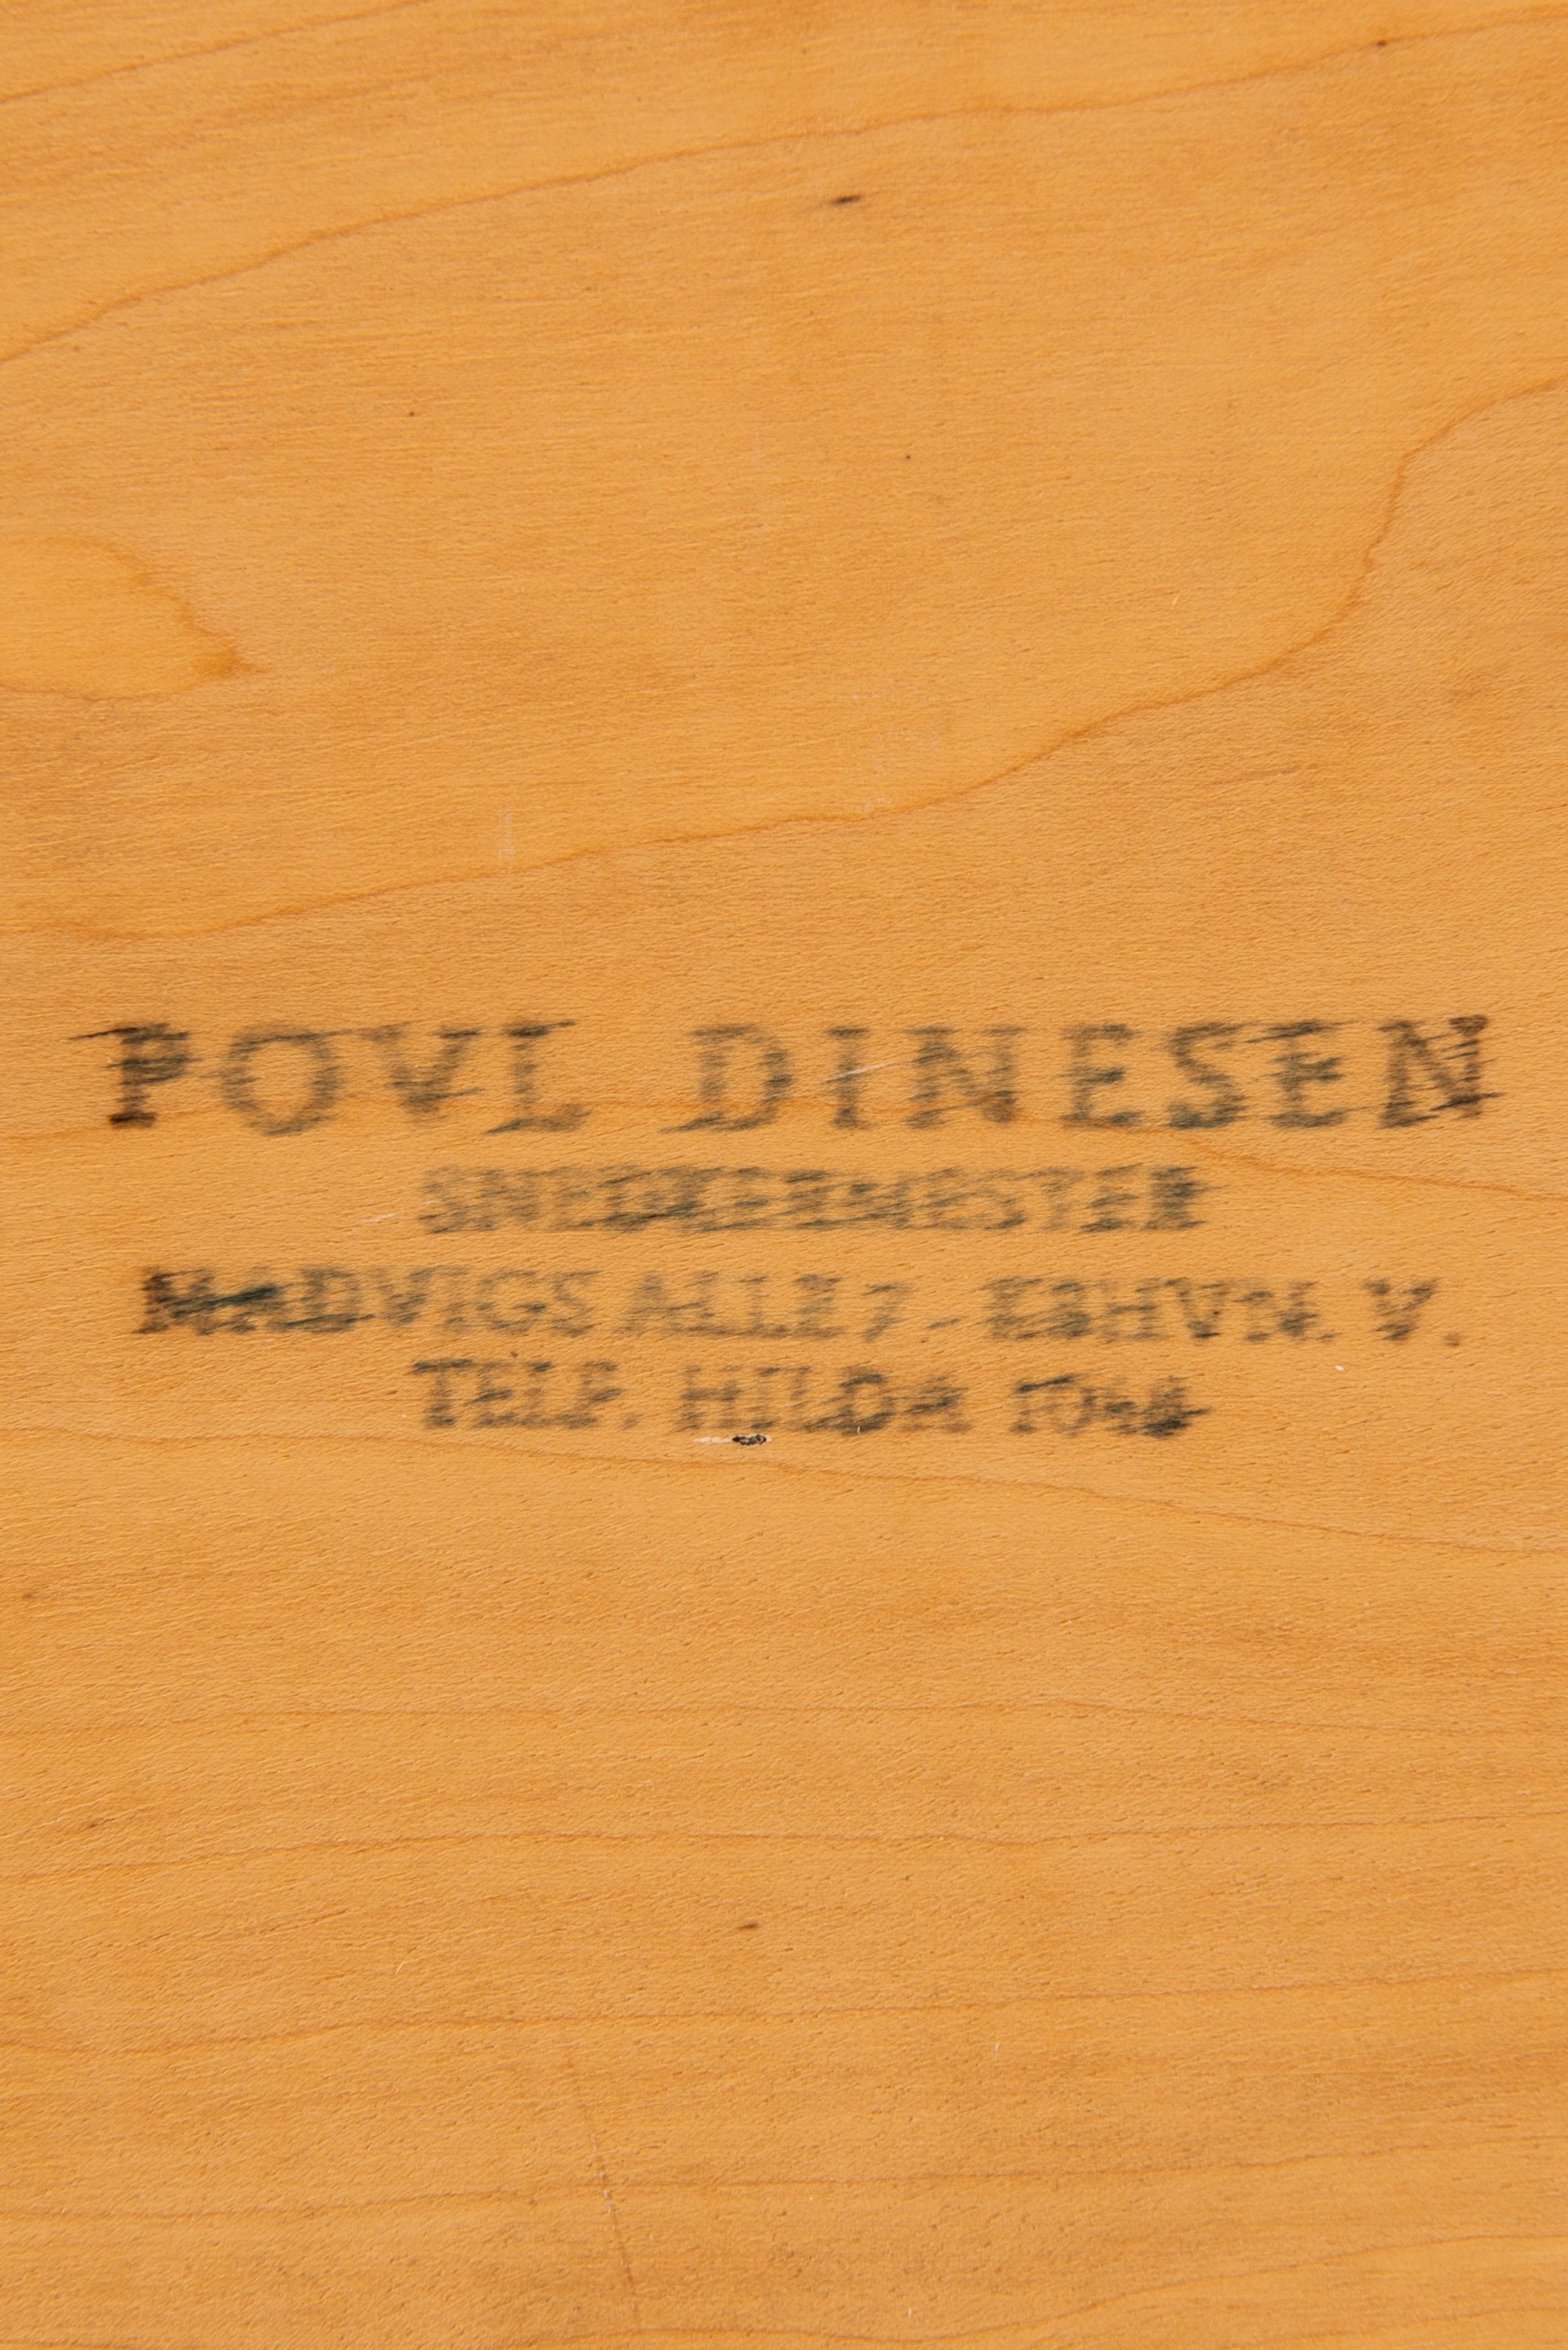 POVL DINESEN
SNEDKERMESTER
MADVIGS ALLE 7 - KBHVN. V.
TELF. HILDA